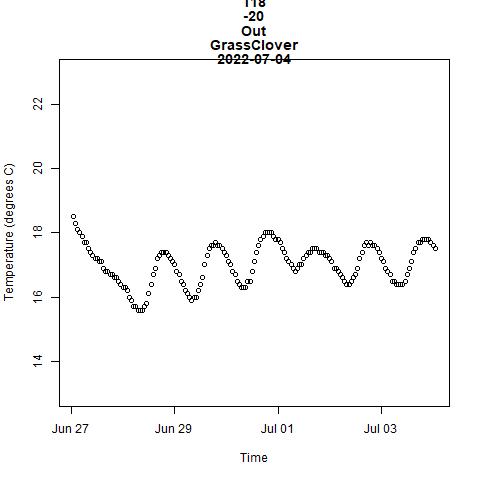 T18
-20
Out
GrassClover
2022-07-04
22
20
18
16
14
Temperature (degrees C)
Jun 27
Jun 29
Jul 01
Jul 03
Time